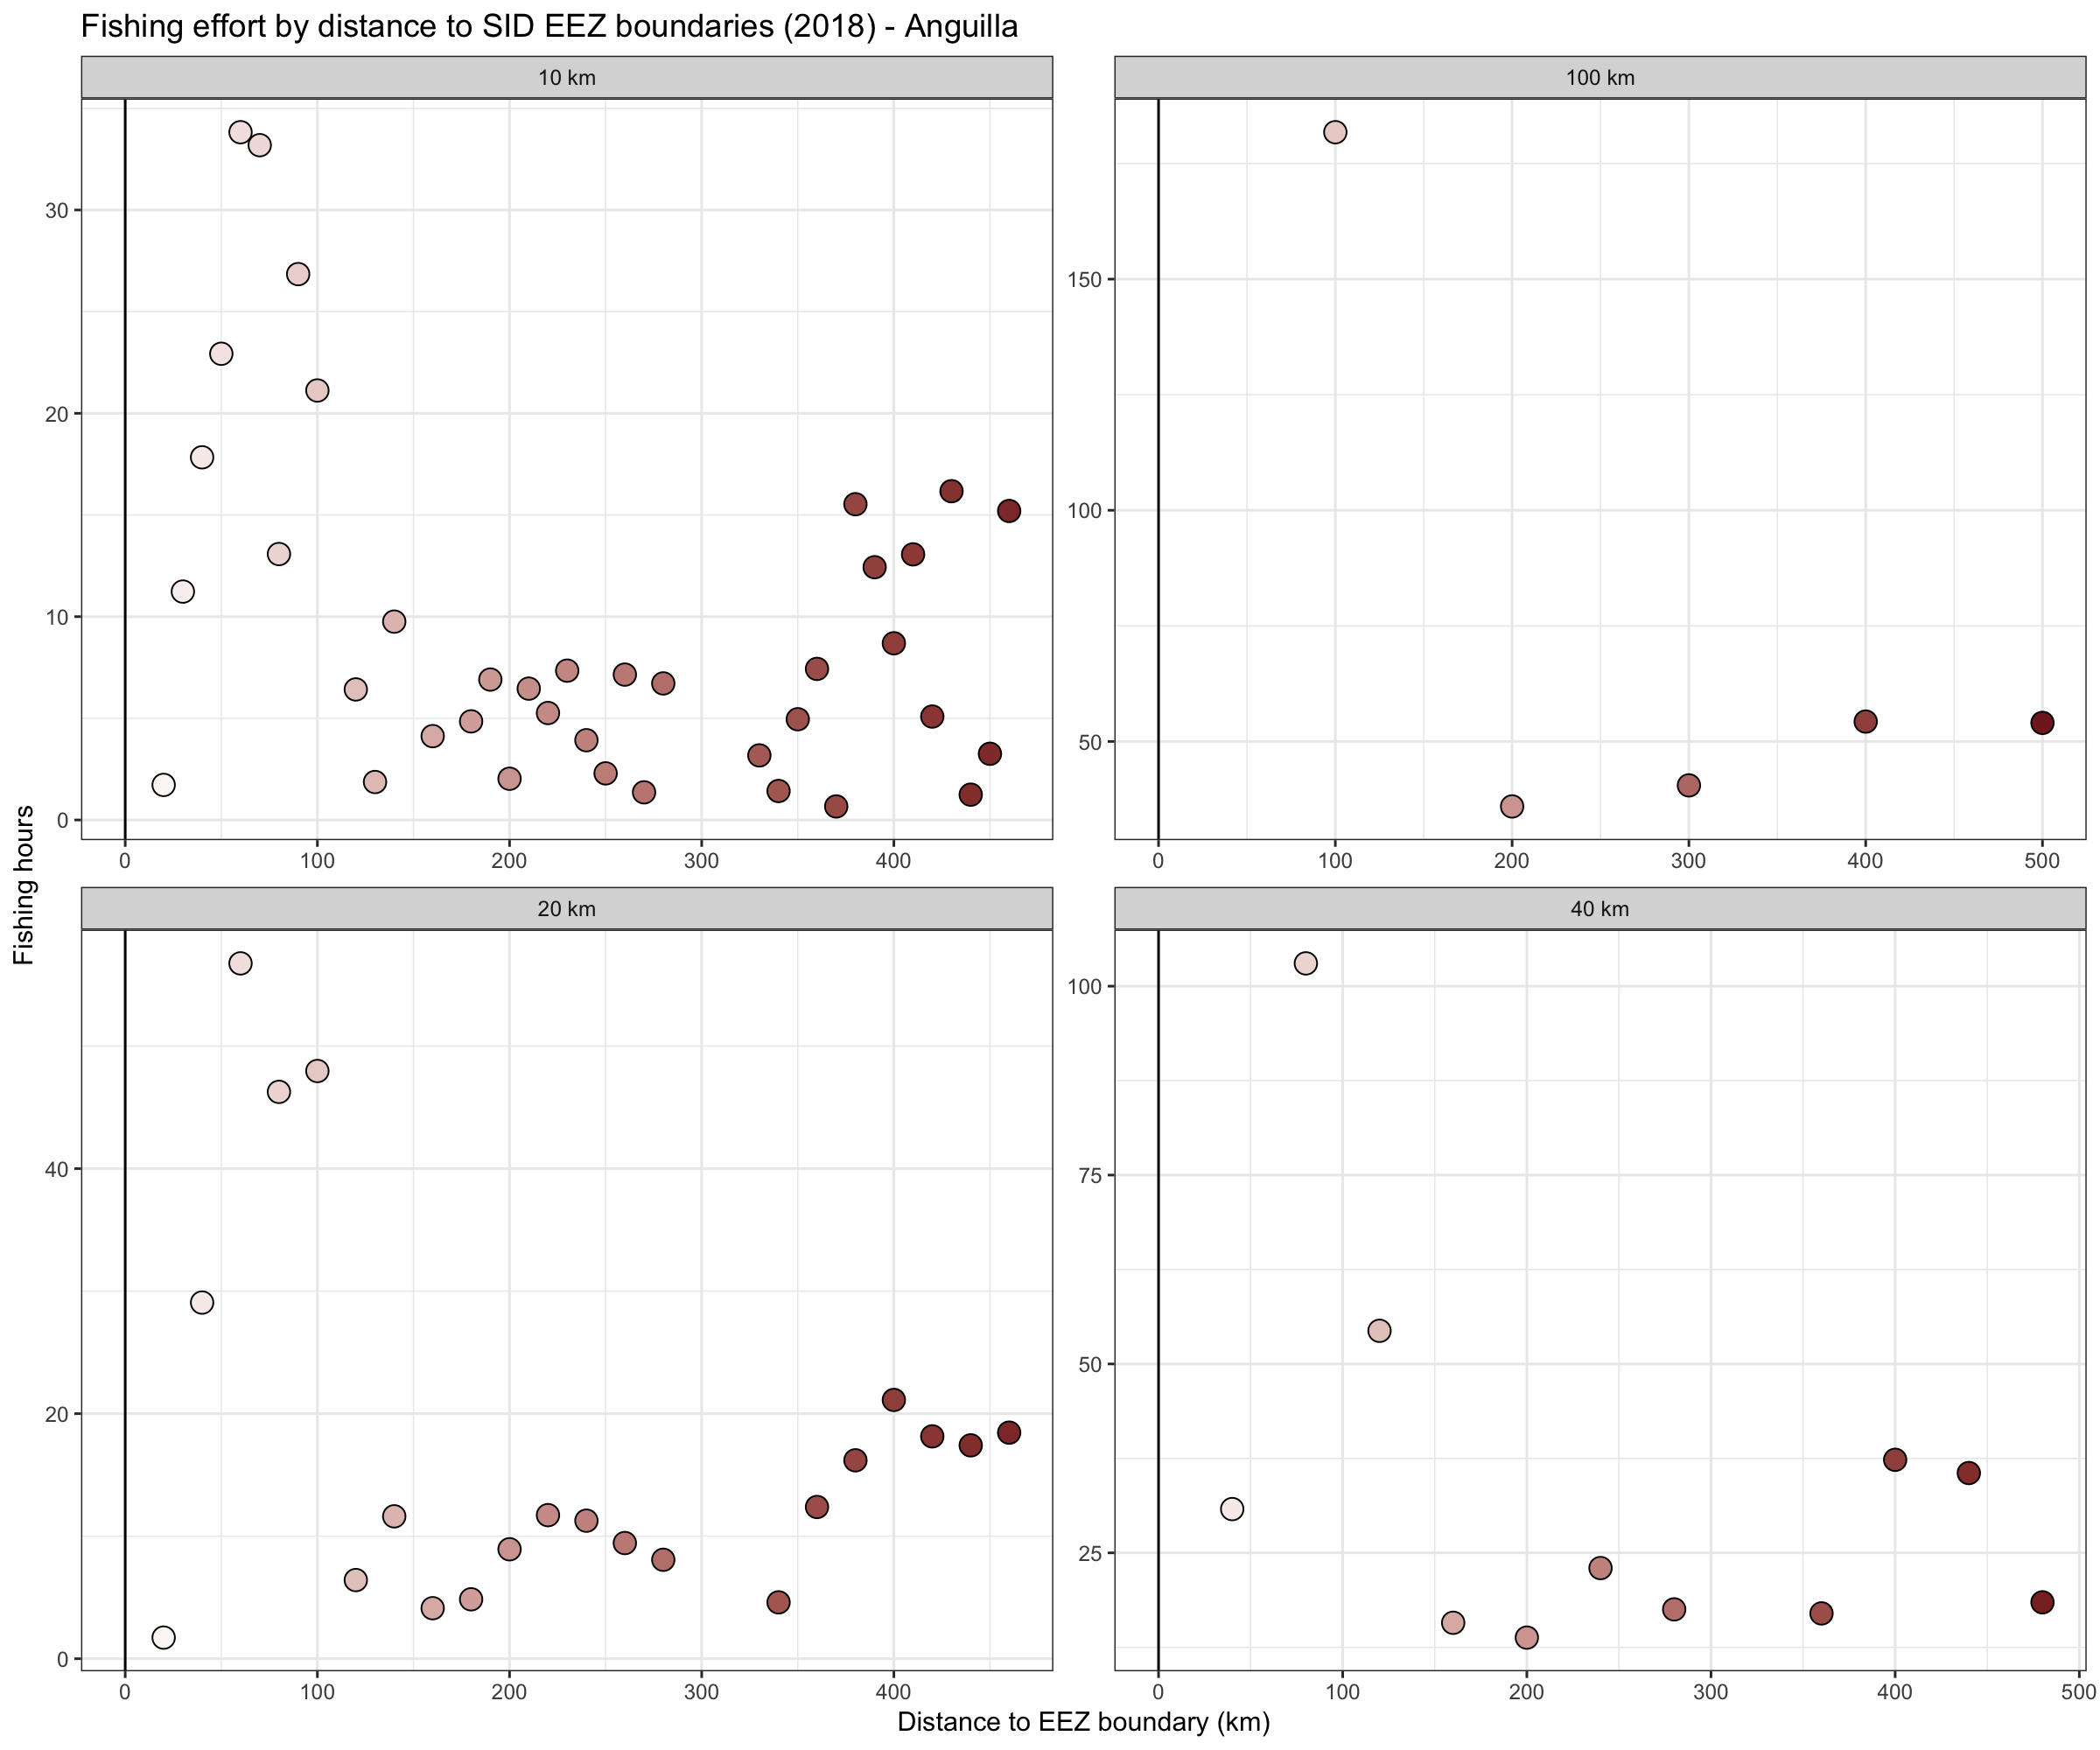 Fishing effort by distance to SID EEZ boundaries (2018) - Anguilla
10 km
100 km
30
20
10
0
150
100
50
0 100 200 300 400
0 100 200 300 400 500
20 km
40 km
40
20
0
100
75
50
25
0 100 200 300 400
0 100 200 300 400 500
Fishing hours
Distance to EEZ boundary (km)